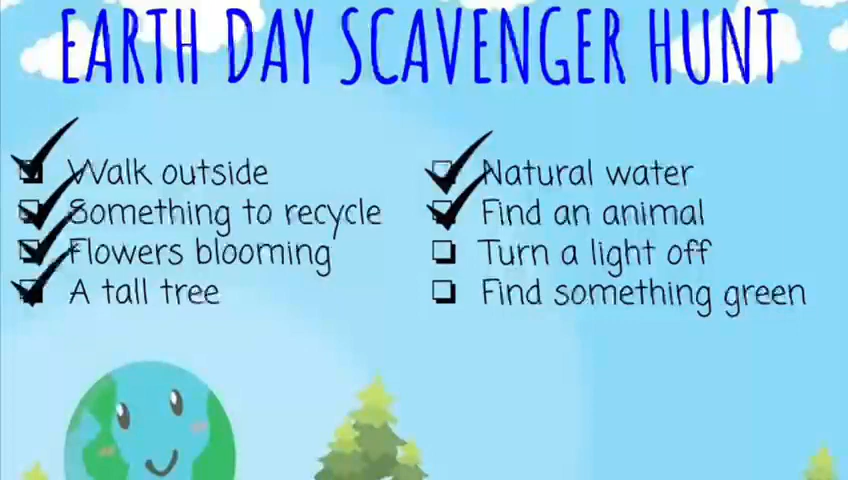 EARTH DAY SCAVENGER HUNT
Walk outside
Something to recycle
Flowers blooming
A tall tree
Natural water
Find an animal
Turn a light off
Find something green